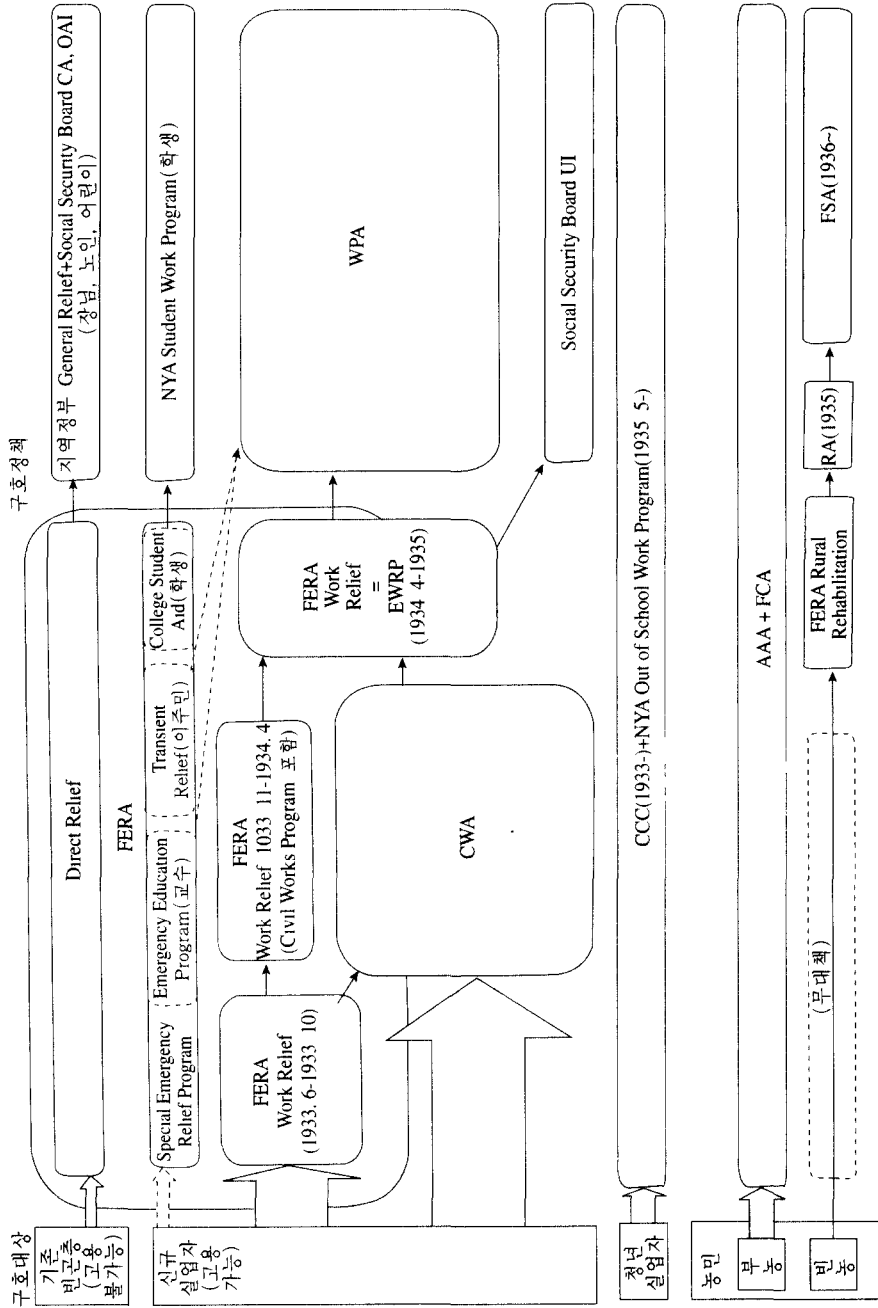 구호정책
구호대상
기존
빈곤층
(고용
불가능)
Direct Relief
지역정부 General Relief+Social Security Board CA, OAI
(장님, 노인, 어린이)
FERA
신규
실업자
(고용
가능)
Special Emergency
Relief Program
Emergency Education
Program(교수)
Transient
Relief(이주민)
College Student
Aid(학생)
NYA Student Work Program(학생)
FERA
Work Relief
(1933. 6-1933 10)
FERA
Work Relief 1033 11-1934. 4
(Civil Works Program 포함)
FERA
Work
Relief
=
EWRP
(1934 4-1935)
WPA
CWA
Social Security Board UI
청년
실업자
CCC(1933-)+NYA Out of School Work Program(1935 5-)
농민
부농
AAA + FCA
빈농
(무대책)
FERA Rural
Rehabilitation
RA(1935)
FSA(1936~)